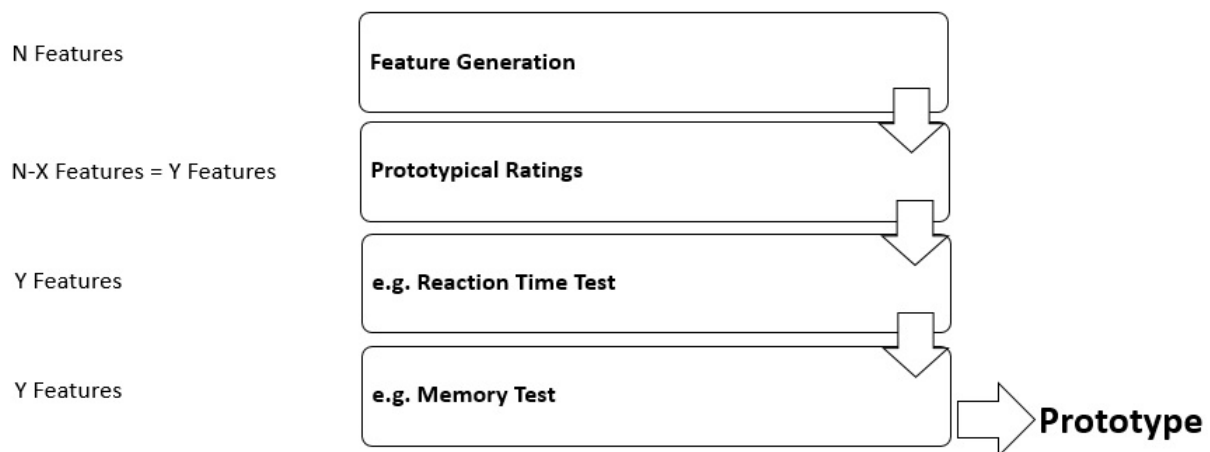 N Features
Feature Generation
N-X Features = Y Features
Prototypical Ratings
Y Features
e.g. Reaction Time Test
Y Features
e.g. Memory Test
Prototype